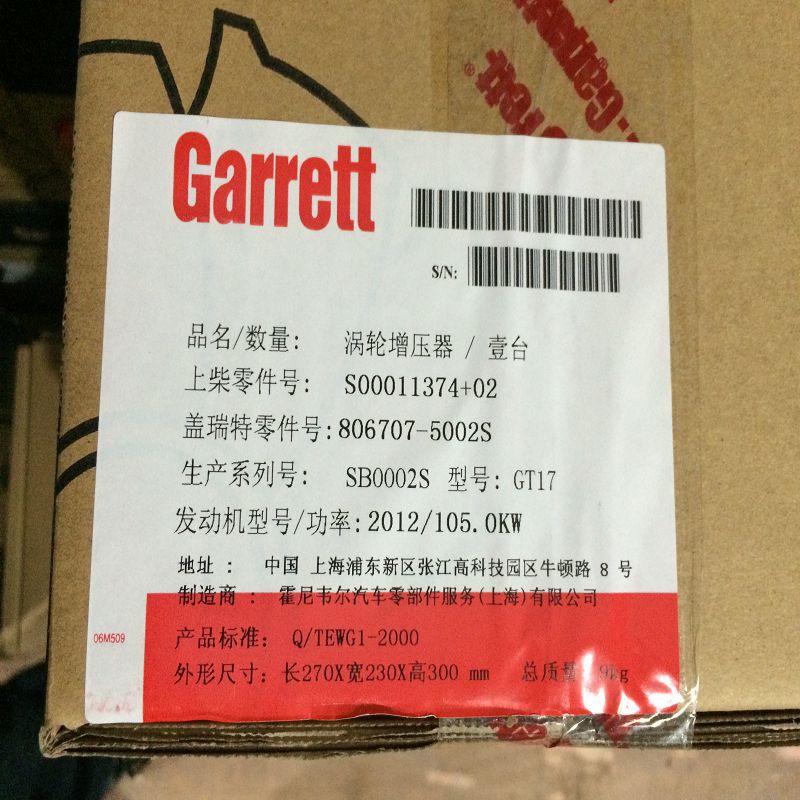 Garrett
Garrett
S/N:
品名/数量: 涡轮增压器 / 壹台
上柴零件号: S00011374+02
盖瑞特零件号:806707-5002S
生产系列号: SB0002S 型号: GT17
发动机型号/功率:2012/105.0KW
地址 : 中国 上海浦东新区张江高科技园区牛顿路 8 号
制造商 : 霍尼韦尔汽车零部件服务(上海)有限公司
06M509
产品标准: Q/TEWG1-2000
外形尺寸: 长270X宽230X高300 mm 总质量: 9kg